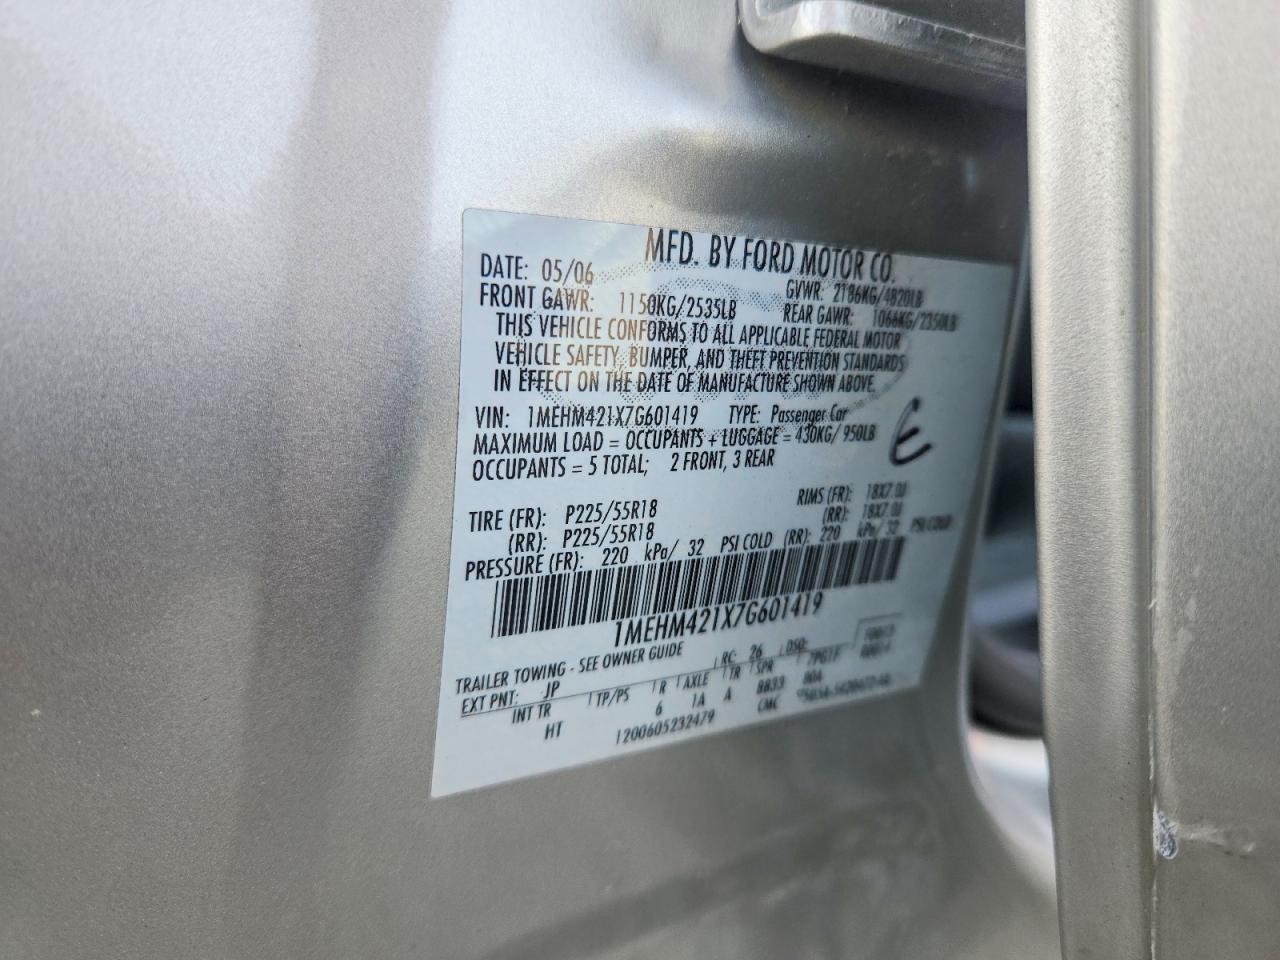 MFD. BY FORD MOTOR CO.
DATE: 05/06 GVWR: 2186KG/4820LB
FRONT GAWR: 1150KG/2535LB REAR GAWR: 1066KG/2350LB
THIS VEHICLE CONFORMS TO ALL APPLICABLE FEDERAL MOTOR
VEHICLE SAFETY, BUMPER, AND THEFT PREVENTION STANDARDS
IN EFFECT ON THE DATE OF MANUFACTURE SHOWN ABOVE.
VIN: 1MEHM421X7G601419 TYPE: Passenger Car
MAXIMUM LOAD = OCCUPANTS + LUGGAGE = 430KG/ 950LB
OCCUPANTS = 5 TOTAL; 2 FRONT, 3 REAR
E
TIRE (FR): P225/55R18 RIMS (FR): 18X7.0J
(RR): P225/55R18 (RR): 18X7.0J
PRESSURE (FR): 220 kPa/ 32 PSI COLD (RR): 220 kPa/ 32 PSI COLD
1MEHM421X7G601419
TRAILER TOWING - SEE OWNER GUIDE
EXT PNT: JP RC: 26 DSO:
INT TR TP/PS R AXLE TR SPR
HT 6 1A A 8833
1200605232479 CMC